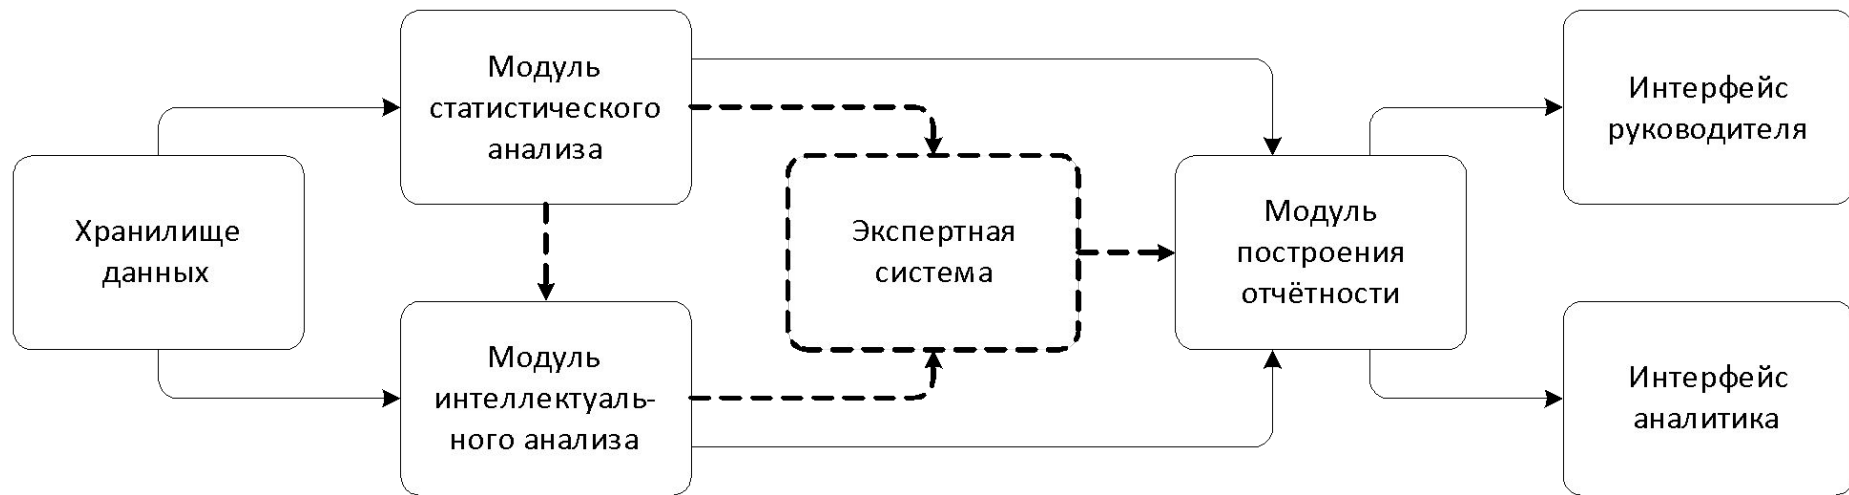 Хранилище
данных
Модуль
статистического
анализа
Модуль
интеллектуаль-
ного анализа
Экспертная
система
Модуль
построения
отчётности
Интерфейс
руководителя
Интерфейс
аналитика